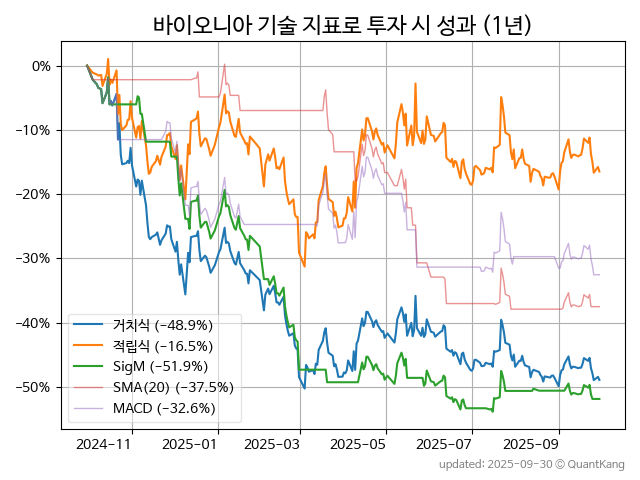 바이오니아 기술 지표로 투자 시 성과 (1년)
0%
−10%
−20%
−30%
−40%
−50%
거치식 (−48.9%)
적립식 (−16.5%)
SigM (−51.9%)
SMA(20) (−37.5%)
MACD (−32.6%)
2024−11 2025−01 2025−03 2025−05 2025−07 2025−09
updated: 2025−09−30 © QuantKang